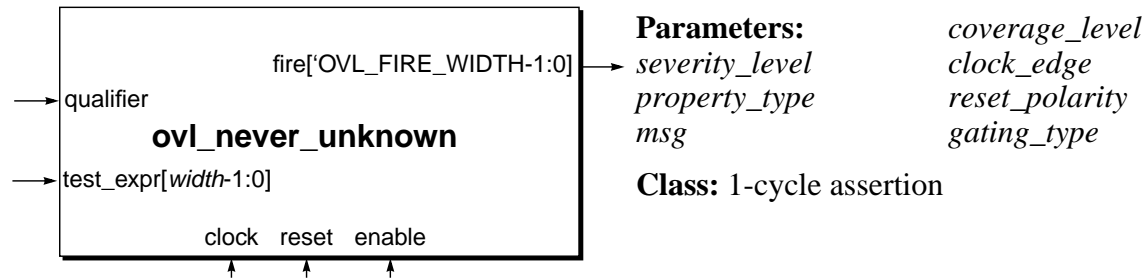 fire[‘OVL_FIRE_WIDTH-1:0]
qualifier
ovl_never_unknown
test_expr[width-1:0]
clock reset enable
Parameters: coverage_level
severity_level clock_edge
property_type reset_polarity
msg gating_type
Class: 1-cycle assertion